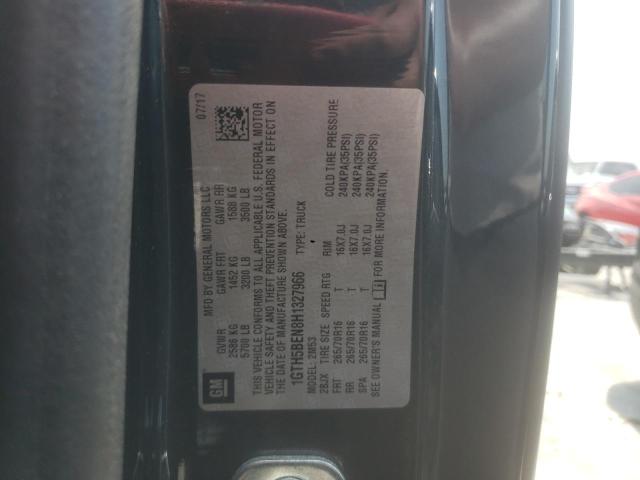 GM
MFD BY GENERAL MOTORS LLC
07/17
GVWR GAWR FRT GAWR RR
2586 KG 1452 KG 1588 KG
5700 LB 3200 LB 3500 LB
THIS VEHICLE CONFORMS TO ALL APPLICABLE U.S. FEDERAL MOTOR
VEHICLE SAFETY AND THEFT PREVENTION STANDARDS IN EFFECT ON
THE DATE OF MANUFACTURE SHOWN ABOVE.
1GTH5BEN8H1327966 TYPE: TRUCK
MODEL: 2M53
2BJX TIRE SIZE SPEED RTG RIM COLD TIRE PRESSURE
FRT 265/70R16 T 16X7.0J 240KPA(35PSI)
RR 265/70R16 T 16X7.0J 240KPA(35PSI)
SPA 265/70R16 T 16X7.0J 240KPA(35PSI)
SEE OWNER'S MANUAL FOR MORE INFORMATION.